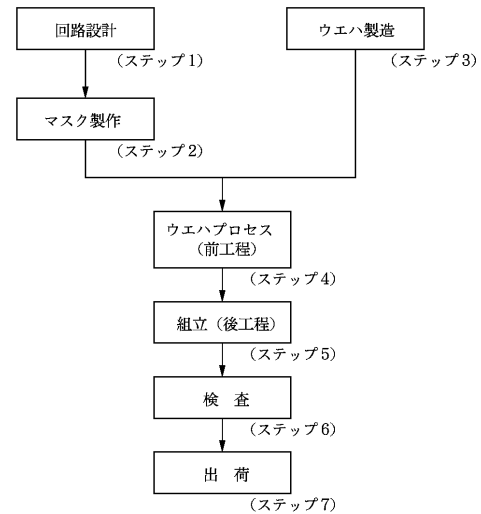 回路設計
ウエハ製造
(ステップ1)
(ステップ3)
マスク製作
(ステップ2)
ウエハプロセス
(前工程)
(ステップ4)
組立(後工程)
(ステップ5)
検 査
(ステップ6)
出 荷
(ステップ7)